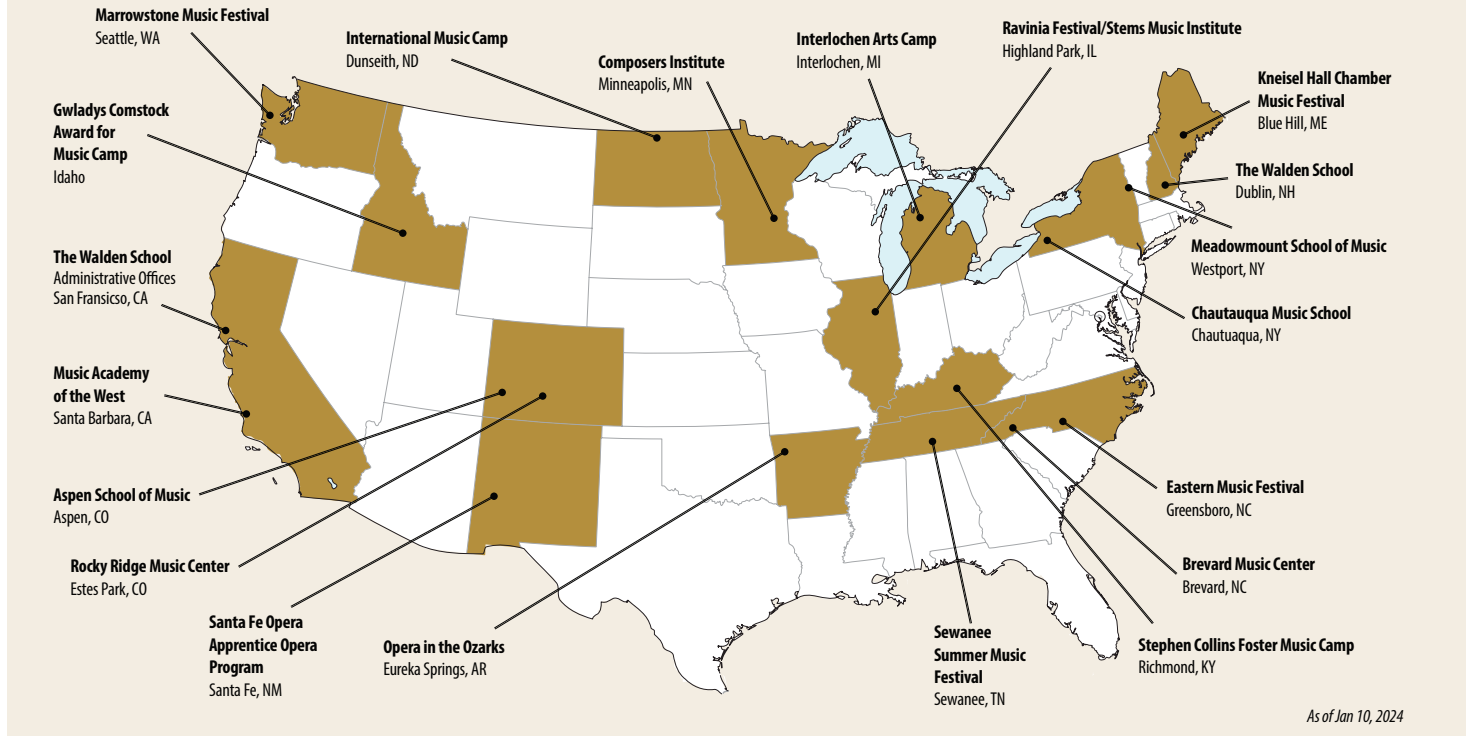 Marrowstone Music Festival
Seattle, WA
International Music Camp
Dunseith, ND
Composers Institute
Minneapolis, MN
Interlochen Arts Camp
Interlochen, MI
Ravinia Festival/Stems Music Institute
Highland Park, IL
Kneisel Hall Chamber
Music Festival
Blue Hill, ME
Gwladys Comstock
Award for
Music Camp
Idaho
The Walden School
Dublin, NH
Meadowmount School of Music
Westport, NY
The Walden School
Administrative Offices
San Fransicso, CA
Chautauqua Music School
Chautuaqua, NY
Music Academy
of the West
Santa Barbara, CA
Aspen School of Music
Aspen, CO
Eastern Music Festival
Greensboro, NC
Rocky Ridge Music Center
Estes Park, CO
Brevard Music Center
Brevard, NC
Santa Fe Opera
Apprentice Opera
Program
Santa Fe, NM
Opera in the Ozarks
Eureka Springs, AR
Sewanee
Summer Music
Festival
Sewanee, TN
Stephen Collins Foster Music Camp
Richmond, KY
As of Jan 10, 2024